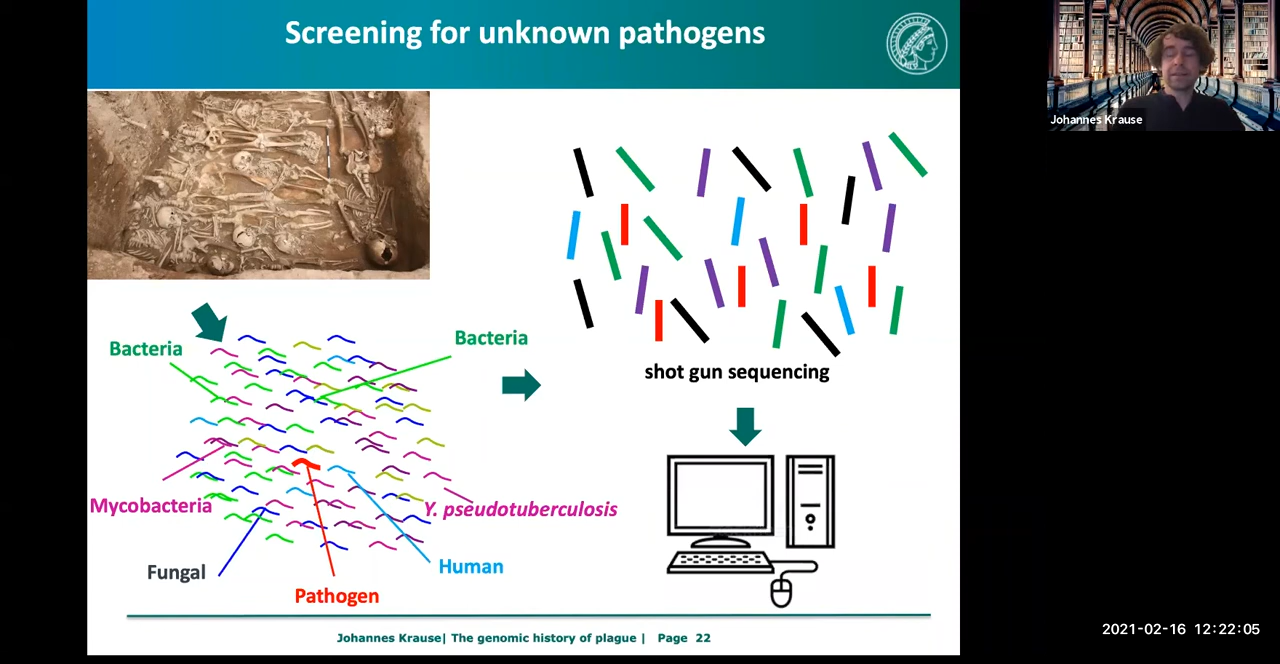 Screening for unknown pathogens
Johannes Krause
Bacteria
Bacteria
shot gun sequencing
Mycobacteria
Y. pseudotuberculosis
Fungal
Human
Pathogen
Johannes Krause| The genomic history of plague | Page 22
2021-02-16 12:22:05